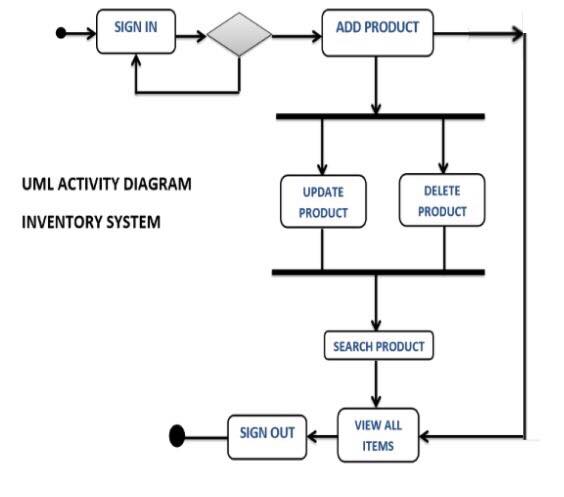 SIGN IN
ADD PRODUCT
UML ACTIVITY DIAGRAM
INVENTORY SYSTEM
UPDATE
PRODUCT
DELETE
PRODUCT
SEARCH PRODUCT
VIEW ALL
ITEMS
SIGN OUT